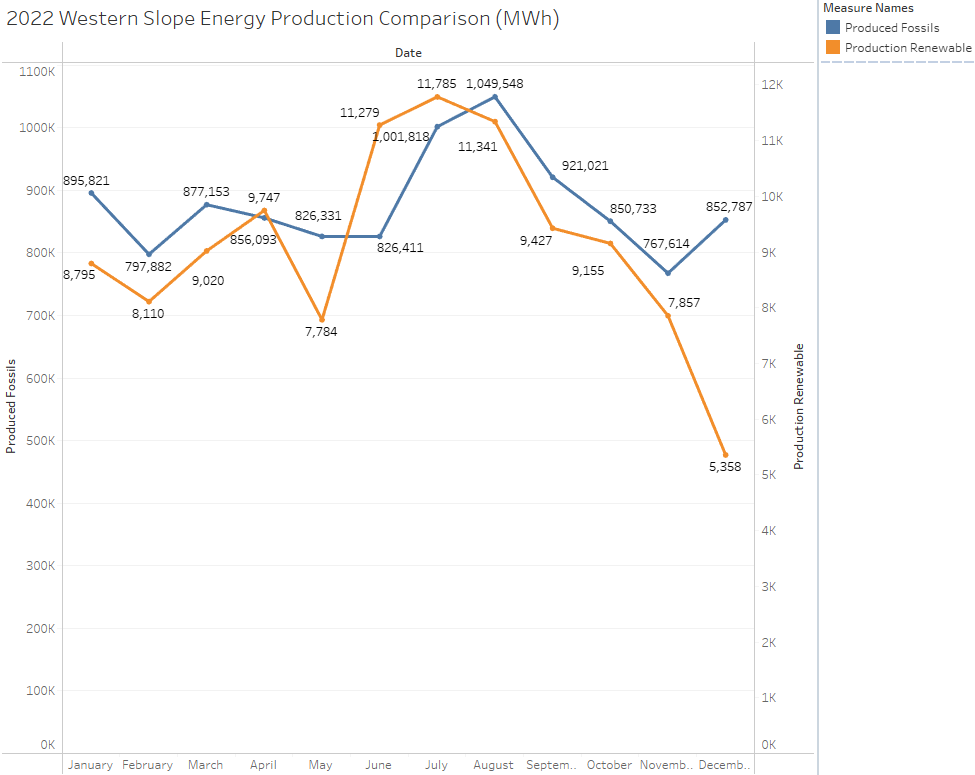 2022 Western Slope Energy Production Comparison (MWh)
Measure Names
Produced Fossils
Production Renewable
Date
1100K
1000K
900K
800K
700K
600K
500K
400K
300K
200K
100K
0K
Produced Fossils
12K
11K
10K
9K
8K
7K
6K
5K
4K
3K
2K
1K
0K
Production Renewable
895,821
797,882
877,153
856,093
826,331
826,411
1,001,818
1,049,548
921,021
850,733
767,614
852,787
8,795
8,110
9,020
9,747
7,784
11,279
11,785
11,341
9,427
9,155
7,857
5,358
January February March April May June July August Septem.. October Novemb.. Decemb..